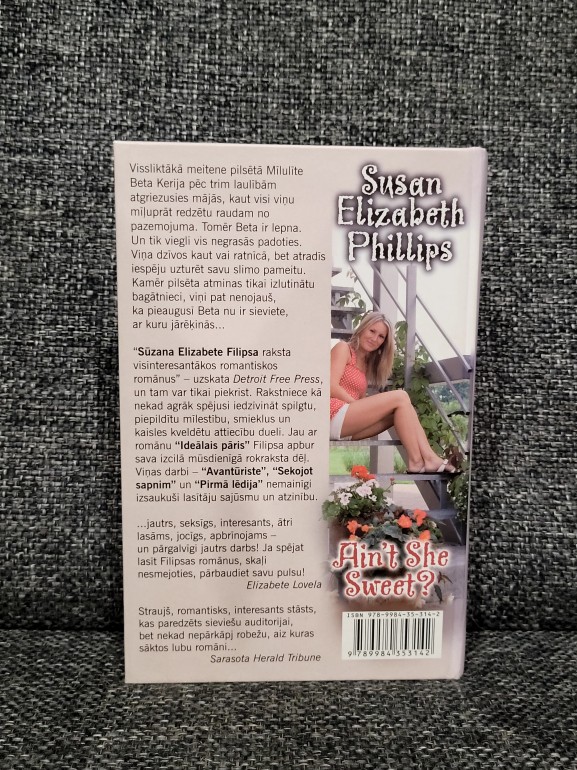 Vissliktākā meitene pilsētā Mīlulīte
Beta Kerija pēc trim laulībām
atgriezusies mājās, kaut visi viņu
miļuprāt redzētu raudam no
pazemojuma. Tomēr Beta ir lepna.
Un tik viegli vis negrasās padoties.
Viņa dzīvos kaut vai ratnīcā, bet atradīs
iespēju uzturēt savu slimo pameitu.
Kamēr pilsēta atminas tikai izlutinātu
bagātnieci, viņi pat nenojauš,
ka pieaugusi Beta nu ir sieviete,
ar kuru jārēķinās...
"Sūzana Elizabete Filipsa raksta
visinteresantākos romantiskos
romānus" – uzskata Detroit Free Press,
un tam var tikai piekrist. Rakstniece kā
nekad agrāk spējusi iedzīvināt spilgtu,
piepildītu mīlestību, smieklus un
kaisles kveldētu attiecību dueli. Jau ar
romānu "Ideālais pāris" Filipsa apbur
sava izcilā mūsdienīgā rokraksta dēļ.
Viņas darbi – "Avantūriste", "Sekojot
sapnim" un "Pirmā lēdija" nemainīgi
izsaukuši lasītāju sajūsmu un atzinību.
...jautrs, seksīgs, interesants, ātri
lasāms, jocīgs, apbrīnojams –
un pārgalvīgi jautrs darbs! Ja spējat
lasīt Filipsas romānus, skaļi
nesmejoties, pārbaudiet savu pulsu!
Elizabete Lovela
Straujš, romantisks, interesants stāsts,
kas paredzēts sieviešu auditorijai,
bet nekad nepārkāpj robežu, aiz kuras
sāktos lubu romāni...
Sarasota Herald Tribune
Susan
Elizabeth
Phillips
Ain't She
Sweet?
ISBN 978-9984-35-314-2
9 789984 353142